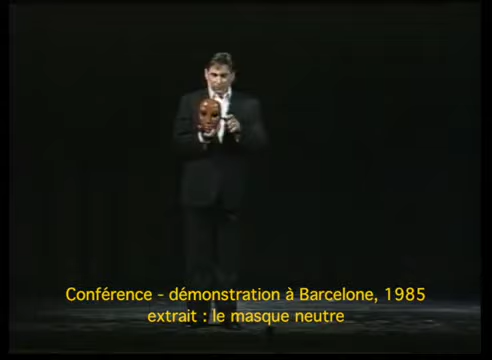 Conférence - démonstration à Barcelone, 1985
extrait : le masque neutre